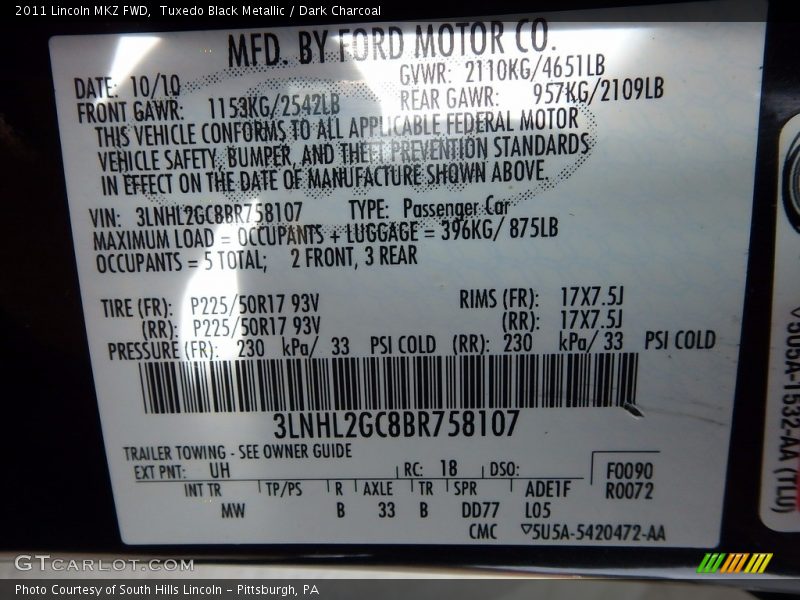 2011 Lincoln MKZ FWD,  Tuxedo Black Metallic / Dark Charcoal
MFD. BY FORD MOTOR CO.
DATE: 10/10 GVWR: 2110KG/4651LB
FRONT GAWR: 1153KG/2542LB REAR GAWR: 957KG/2109LB
THIS VEHICLE CONFORMS TO ALL APPLICABLE FEDERAL MOTOR
VEHICLE SAFETY, BUMPER, AND THEFT PREVENTION STANDARDS
IN EFFECT ON THE DATE OF MANUFACTURE SHOWN ABOVE.
VIN: 3LNHL2GC8BR758107 TYPE: Passenger Car
MAXIMUM LOAD = OCCUPANTS + LUGGAGE = 396KG/ 875LB
OCCUPANTS = 5 TOTAL; 2 FRONT, 3 REAR
TIRE (FR): P225/50R17 93V RIMS (FR): 17X7.5J
(RR): P225/50R17 93V (RR): 17X7.5J
PRESSURE (FR): 230 kPa/ 33 PSI COLD (RR): 230 kPa/ 33 PSI COLD
3LNHL2GC8BR758107
TRAILER TOWING - SEE OWNER GUIDE
EXT PNT: UH RC: 18 DSO: F0090
INT TR TP/PS R AXLE TR SPR ADE1F R0072
MW B 33 B DD77 L05
CMC ▽5U5A-5420472-AA
V505A-1532-AA (TLU)
GTCARLOT.COM
Photo Courtesy of South Hills Lincoln - Pittsburgh, PA